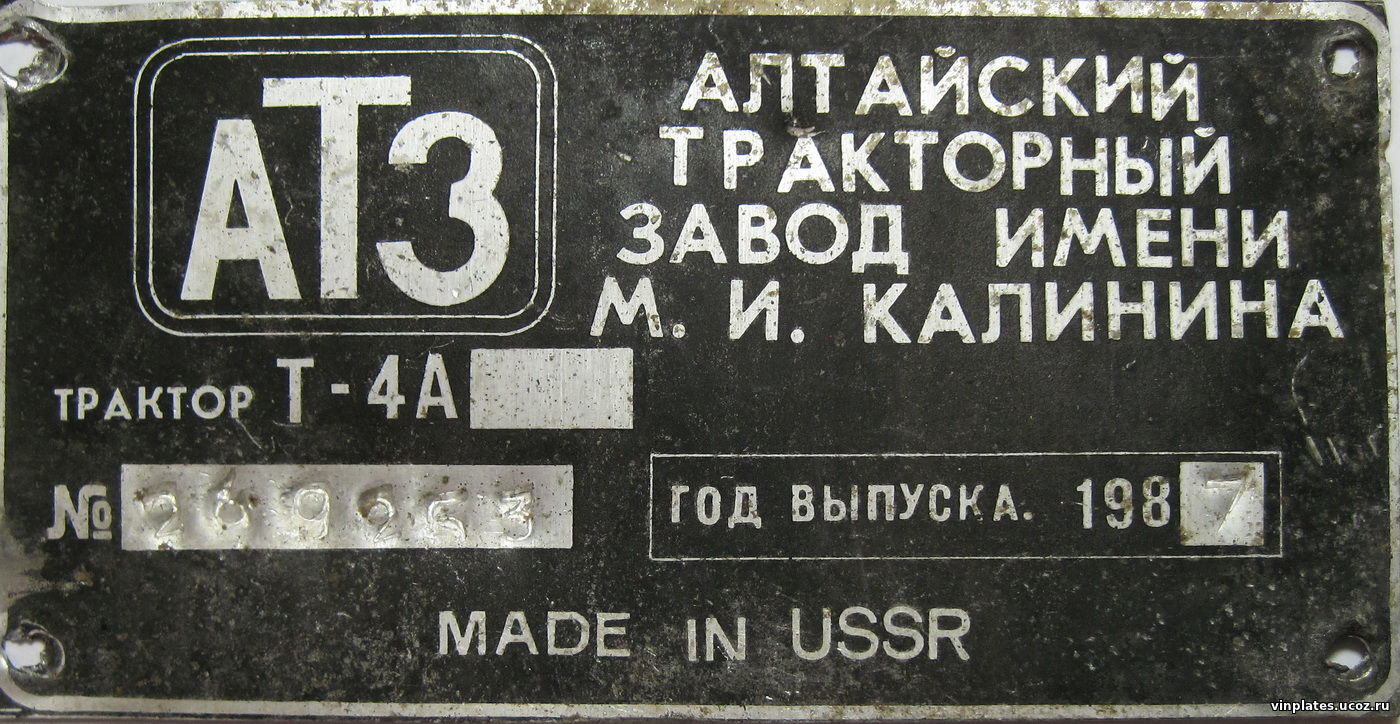 АТЗ
АЛТАЙСКИЙ
ТРАКТОРНЫЙ
ЗАВОД ИМЕНИ
М. И. КАЛИНИНА
ТРАКТОР Т-4А
№ 269253
ГОД ВЫПУСКА. 1987
MADE IN USSR
vinplates.ucoz.ru